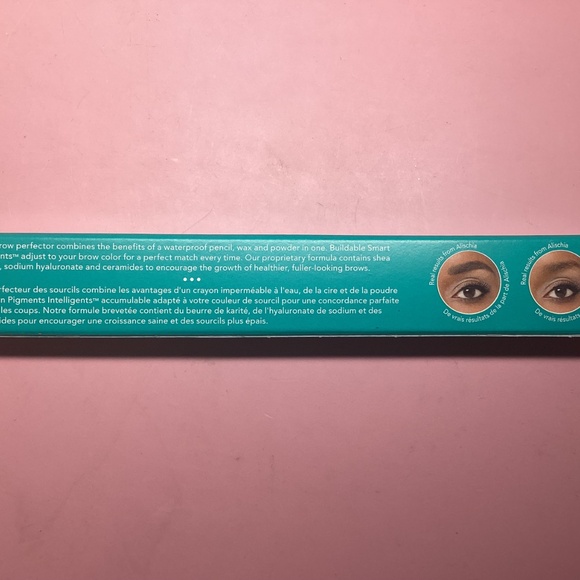 row perfector combines the benefits of a waterproof pencil, wax and powder in one. Buildable Smart
ents™ adjust to your brow color for a perfect match every time. Our proprietary formula contains shea
, sodium hyaluronate and ceramides to encourage the growth of healthier, fuller-looking brows.
rfecteur des sourcils combine les avantages d'un crayon imperméable à l'eau, de la cire et de la poudre
n Pigments Intelligents™ accumulable adapté à votre couleur de sourcil pour une concordance parfaite
les coups. Notre formule brevetée contient du beurre de karité, de l'hyaluronate de sodium et des
ides pour encourager une croissance saine et des sourcils plus épais.
Real results from Alischia
De vrais résultats de la part de Alischia
Real results from Alischia
De vrais résultats